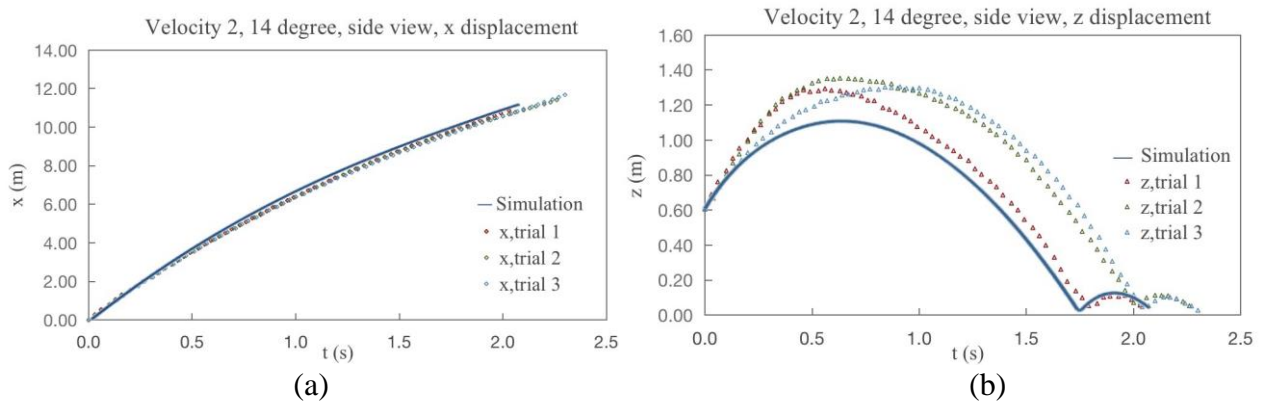 Velocity 2, 14 degree, side view, x displacement
14.00
12.00
10.00
8.00
6.00
4.00
2.00
0.00
x (m)
Simulation
x,trial 1
x,trial 2
x,trial 3
0.0 0.5 1.0 1.5 2.0 2.5
t (s)
(a)
Velocity 2, 14 degree, side view, z displacement
1.60
1.40
1.20
1.00
0.80
0.60
0.40
0.20
0.00
z (m)
Simulation
z,trial 1
z,trial 2
z,trial 3
0.0 0.5 1.0 1.5 2.0 2.5
t (s)
(b)